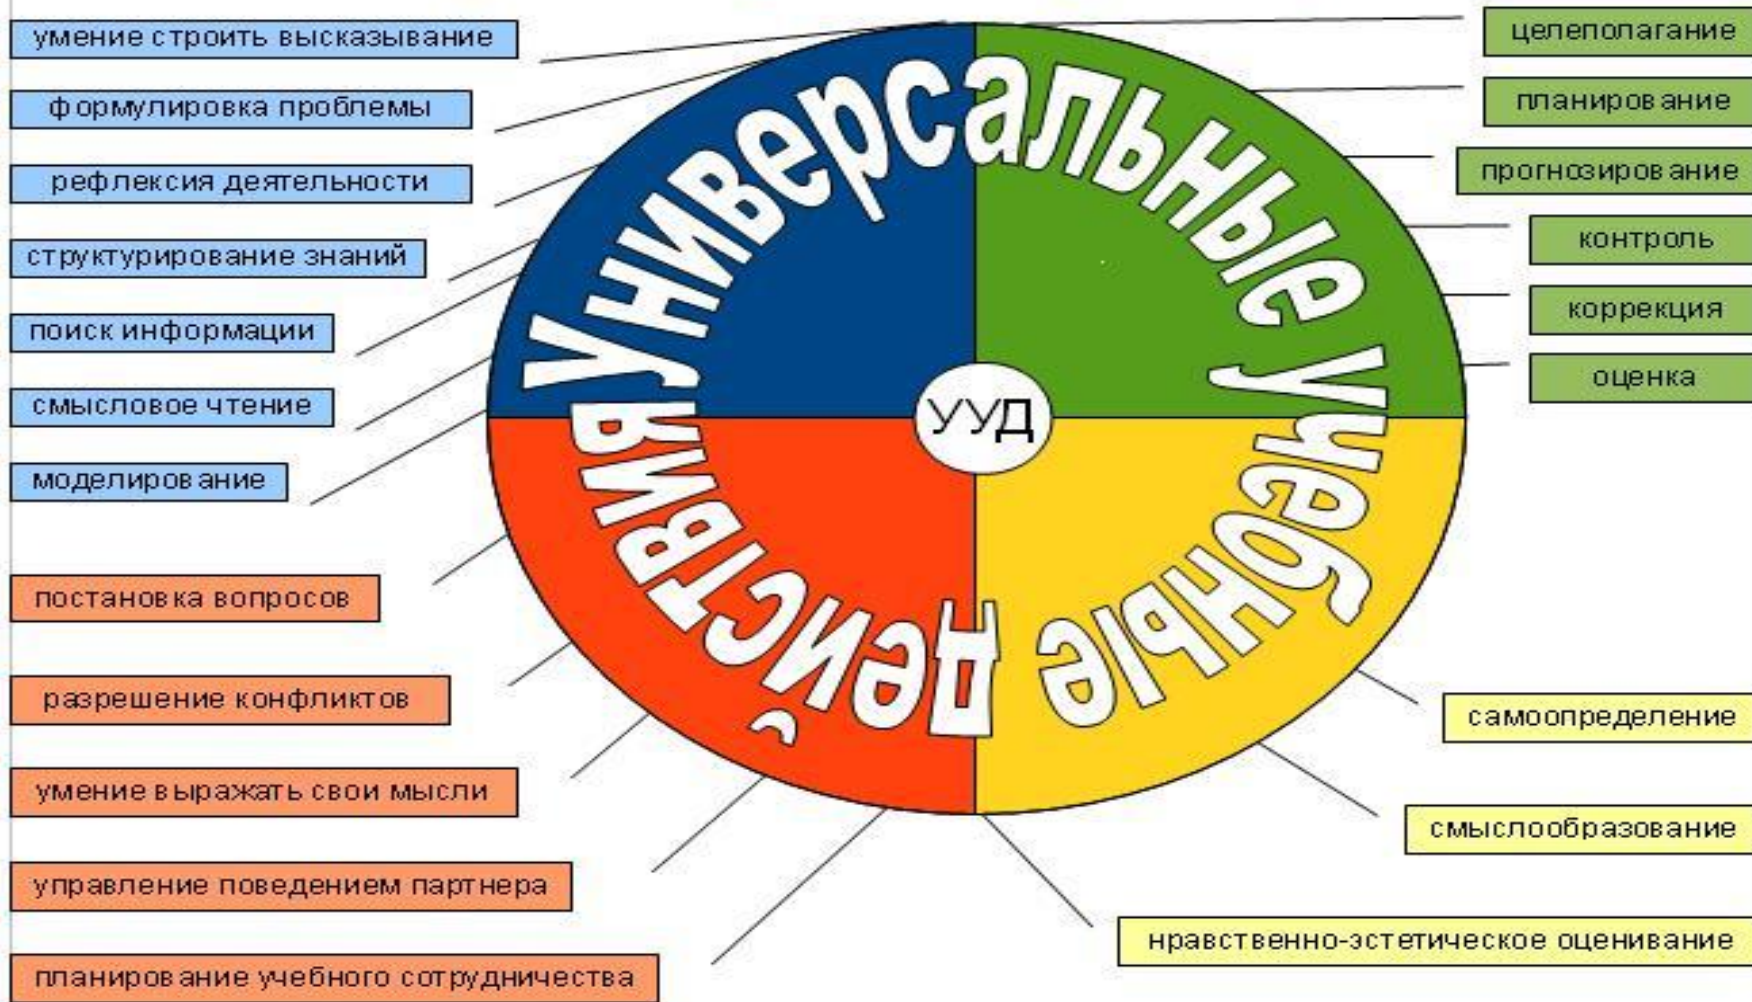 умение строить высказывание
формулировка проблемы
рефлексия деятельности
структурирование знаний
поиск информации
смысловое чтение
моделирование
постановка вопросов
разрешение конфликтов
умение выражать свои мысли
управление поведением партнера
планирование учебного сотрудничества
Универсальные учебные действия
УУД
целеполагание
планирование
прогнозирование
контроль
коррекция
оценка
самоопределение
смыслообразование
нравственно-эстетическое оценивание